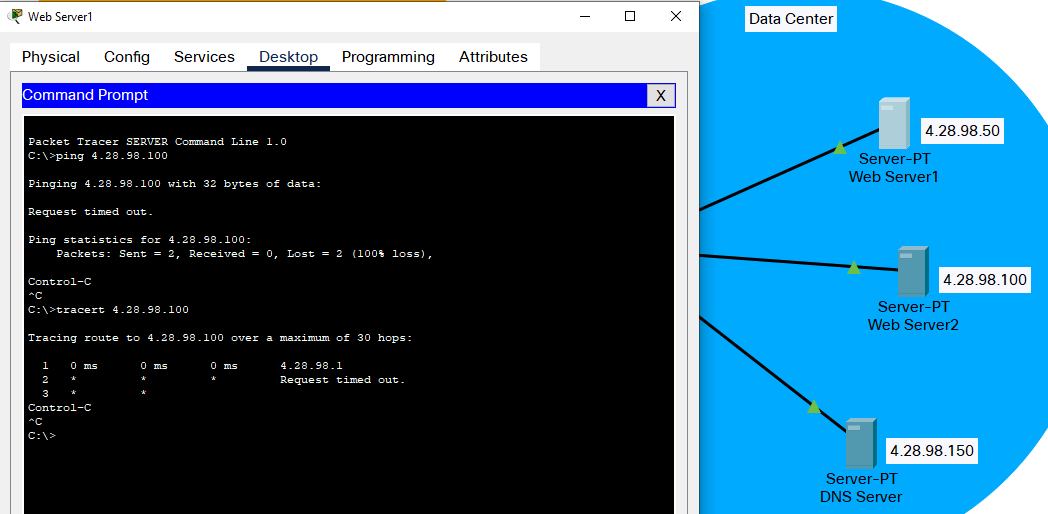 Web Server1
Physical Config Services Desktop Programming Attributes
Command Prompt X
Packet Tracer SERVER Command Line 1.0
C:\>ping 4.28.98.100
Pinging 4.28.98.100 with 32 bytes of data:
Request timed out.
Ping statistics for 4.28.98.100:
Packets: Sent = 2, Received = 0, Lost = 2 (100% loss),
Control-C
^C
C:\>tracert 4.28.98.100
Tracing route to 4.28.98.100 over a maximum of 30 hops:
1 0 ms 0 ms 0 ms 4.28.98.1
2 * * * Request timed out.
3 * *
Control-C
^C
C:\>
Data Center
4.28.98.50
Server-PT
Web Server1
4.28.98.100
Server-PT
Web Server2
4.28.98.150
Server-PT
DNS Server